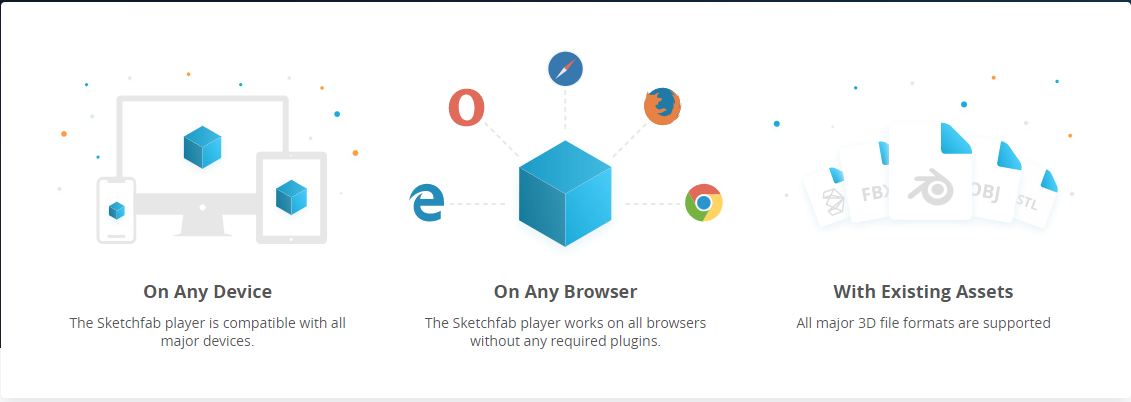 FBX
OBJ
STL
On Any Device
The Sketchfab player is compatible with all
major devices.
On Any Browser
The Sketchfab player works on all browsers
without any required plugins.
With Existing Assets
All major 3D file formats are supported